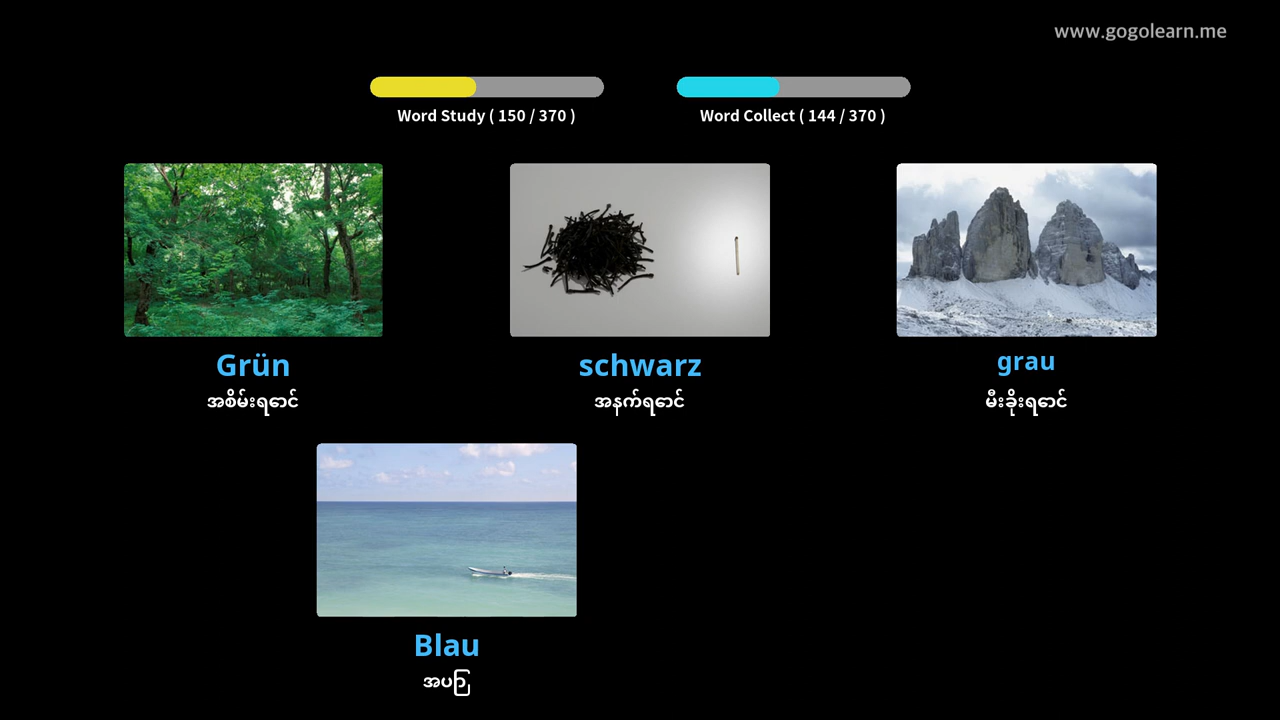 www.gogolearn.me
Word Study ( 150 / 370 )
Word Collect ( 144 / 370 )
Grün
schwarz
grau
အစိမ်းရောင်
အနက်ရောင်
မီးခိုးရောင်
Blau
အပြာ